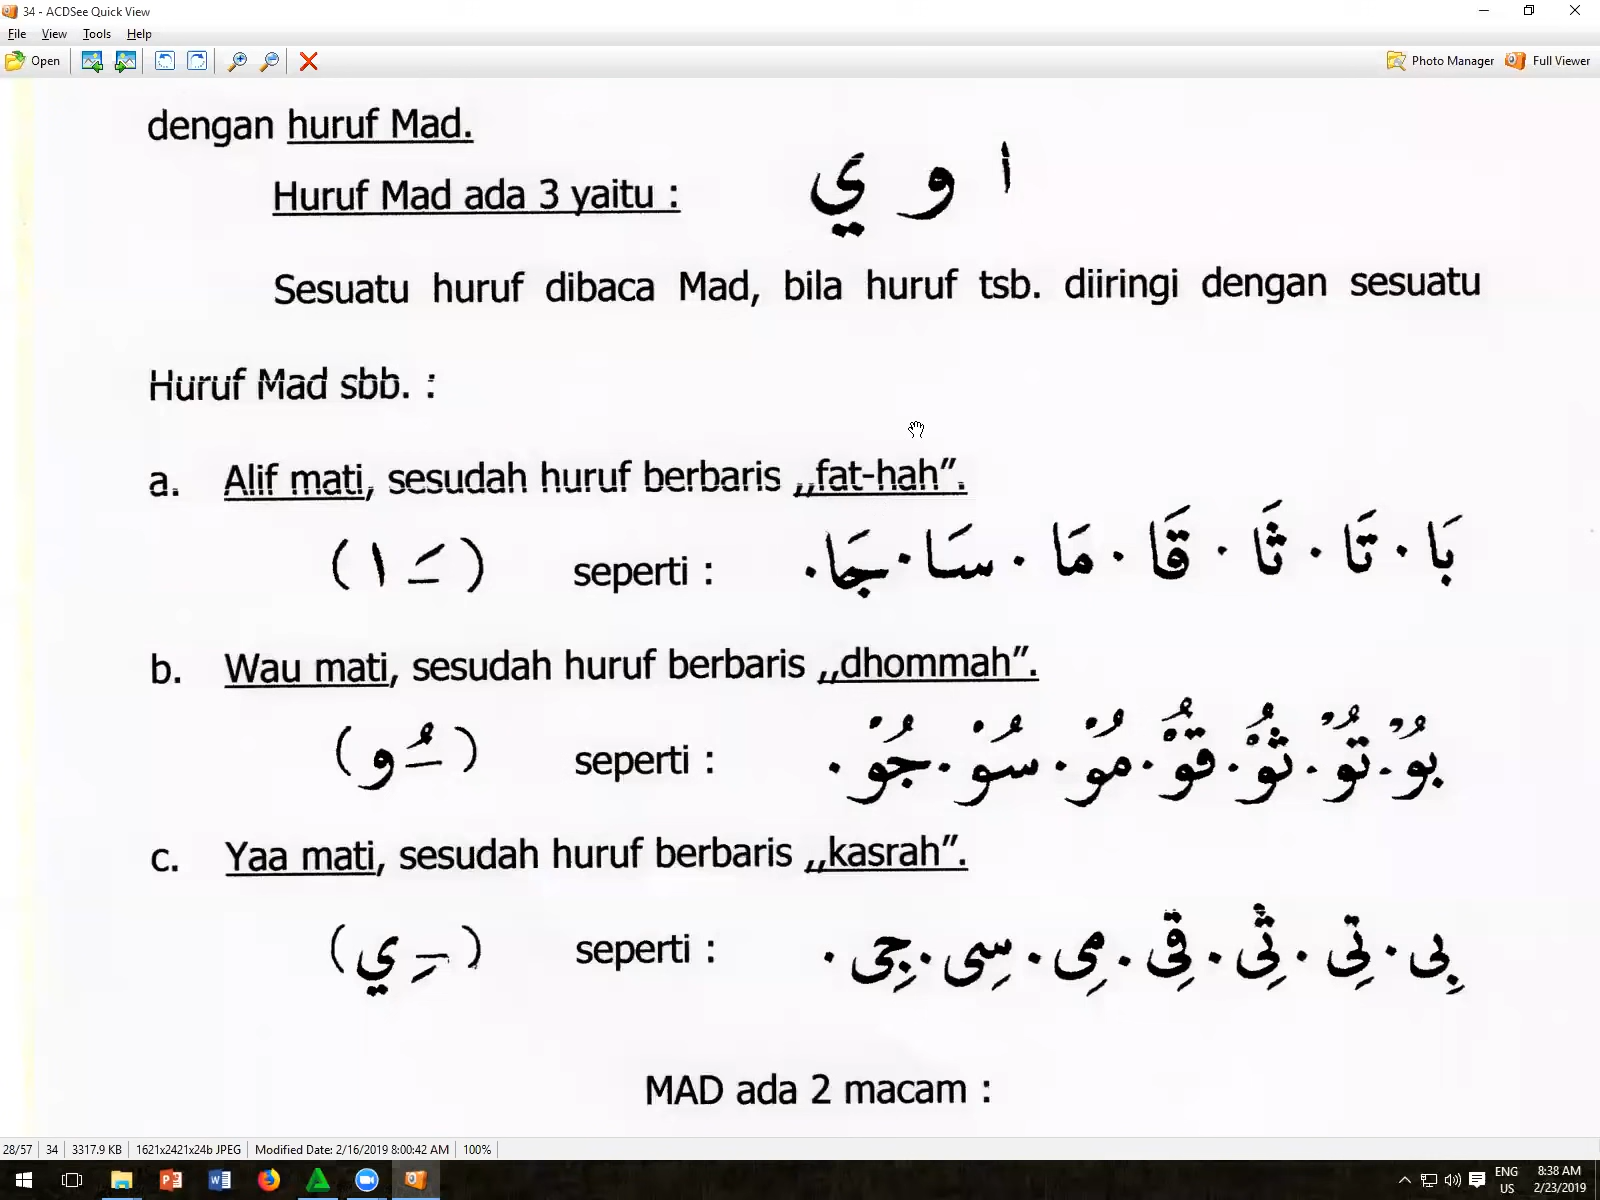 34 - ACDSee Quick View
File View Tools Help
Open Photo Manager Full Viewer
dengan huruf Mad.
Huruf Mad ada 3 yaitu : ا و ي
Sesuatu huruf dibaca Mad, bila huruf tsb. diiringi dengan sesuatu
Huruf Mad sbb. :
a. Alif mati, sesudah huruf berbaris ,,fat-hah”.
(ـَ ا) seperti : بَا · تَا · ثَا · قَا · مَا · سَا · جَا ·
b. Wau mati, sesudah huruf berbaris ,,dhommah”.
(ـُ و) seperti : بُوْ · تُوْ · ثُوْ · قُوْ · مُوْ · سُوْ · جُوْ ·
c. Yaa mati, sesudah huruf berbaris ,,kasrah”.
(ـِ ي) seperti : بِى · تِى · ثِى · قِى · مِى · سِى · جِى ·
MAD ada 2 macam :
28/57 34 3317.9 KB 1621x2421x24b JPEG Modified Date: 2/16/2019 8:00:42 AM 100%
ENG 8:38 AM
US 2/23/2019